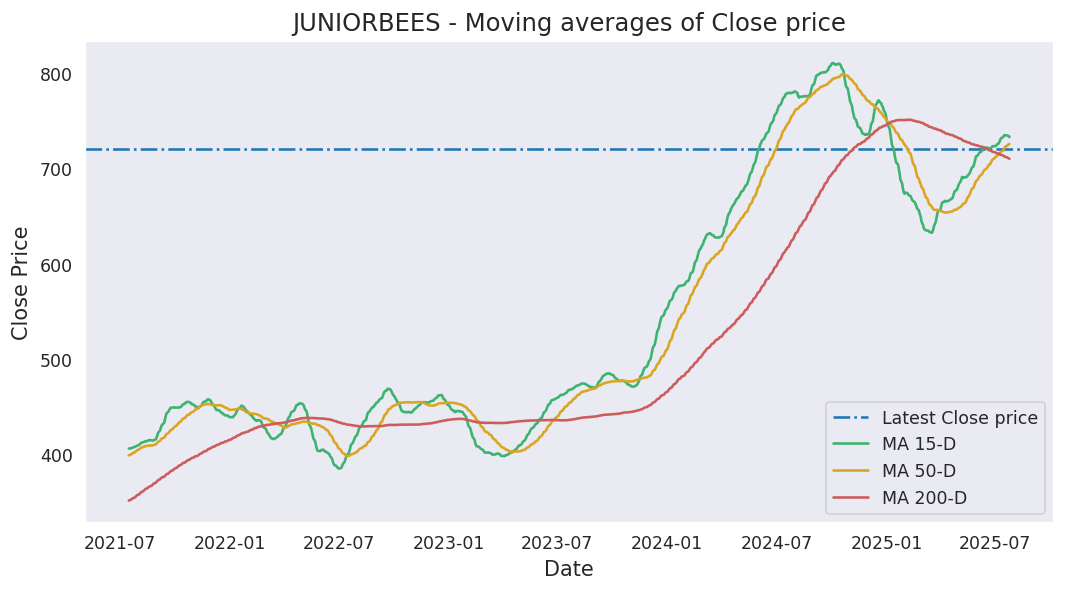 JUNIORBEES - Moving averages of Close price
800
700
600
500
400
Close Price
2021-07 2022-01 2022-07 2023-01 2023-07 2024-01 2024-07 2025-01 2025-07
Date
Latest Close price
MA 15-D
MA 50-D
MA 200-D